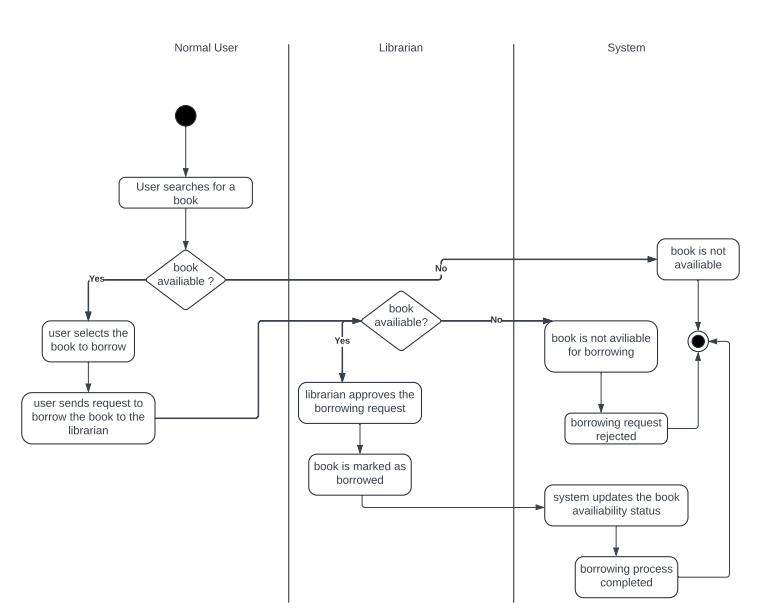 Normal User
Librarian
System
User searches for a
book
book
availiable ?
Yes
No
book is not
availiable
user selects the
book to borrow
user sends request to
borrow the book to the
librarian
book
availiable?
Yes
No
book is not aviliable
for borrowing
librarian approves the
borrowing request
borrowing request
rejected
book is marked as
borrowed
system updates the book
availiability status
borrowing process
completed